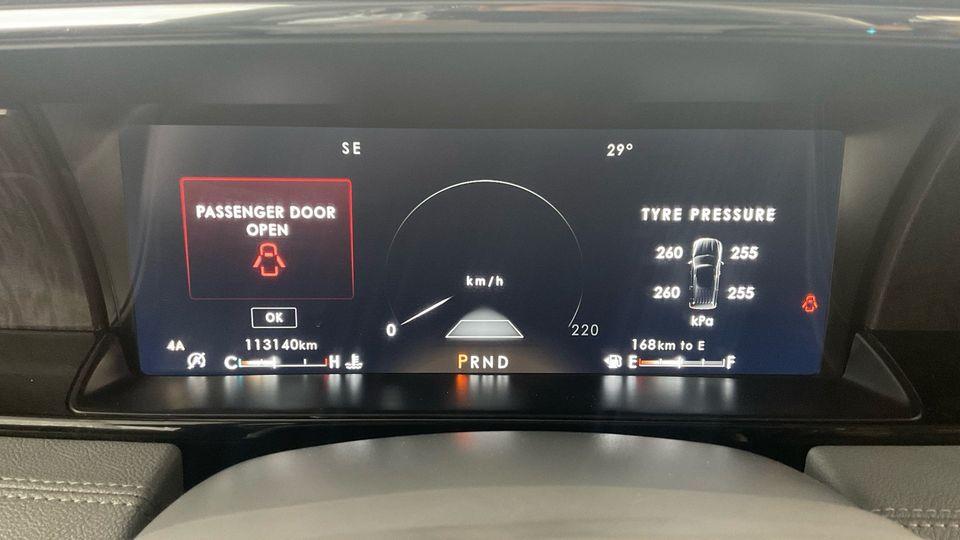 SE
29°
PASSENGER DOOR
OPEN
OK
TYRE PRESSURE
260 255
260 255
kPa
km/h
0
220
4A
113140km
168km to E
C H
PRND
E F